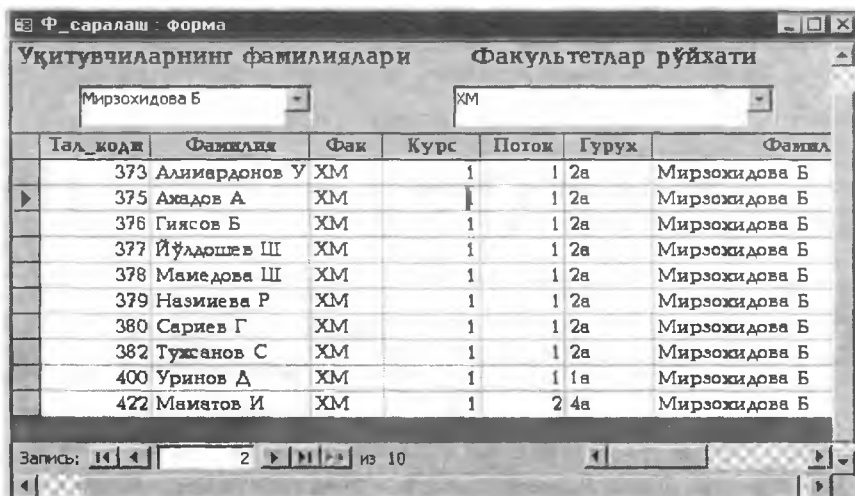 Ф_саралаш : форма
Уқитувчиларнинг фамилиялари Факультетлар рўйхати
Мирзохидова Б ХМ
Тал_коди Фамилия Фак Курс Поток Гурух Фамил
373 Алимардонов У ХМ 1 1 2а Мирзохидова Б
375 Ахадов А ХМ 1 1 2а Мирзохидова Б
376 Гиясов Б ХМ 1 1 2а Мирзохидова Б
377 Йўлдошев Ш ХМ 1 1 2а Мирзохидова Б
378 Мамедова Ш ХМ 1 1 2а Мирзохидова Б
379 Назииева Р ХМ 1 1 2а Мирзохидова Б
380 Сариев Г ХМ 1 1 2а Мирзохидова Б
382 Тухсанов С ХМ 1 1 2а Мирзохидова Б
400 Уринов Д ХМ 1 1 1а Мирзохидова Б
422 Маматов И ХМ 1 2 4а Мирзохидова Б
Запись: 2 из 10